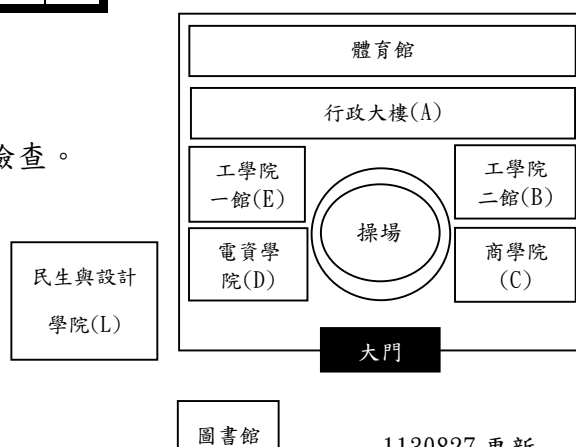 體育館
行政大樓(A)
檢查。
工學院
一館(E)
工學院
二館(B)
操場
電資學
院(D)
商學院
(C)
民生與設計
學院(L)
大門
圖書館
1130827 更新